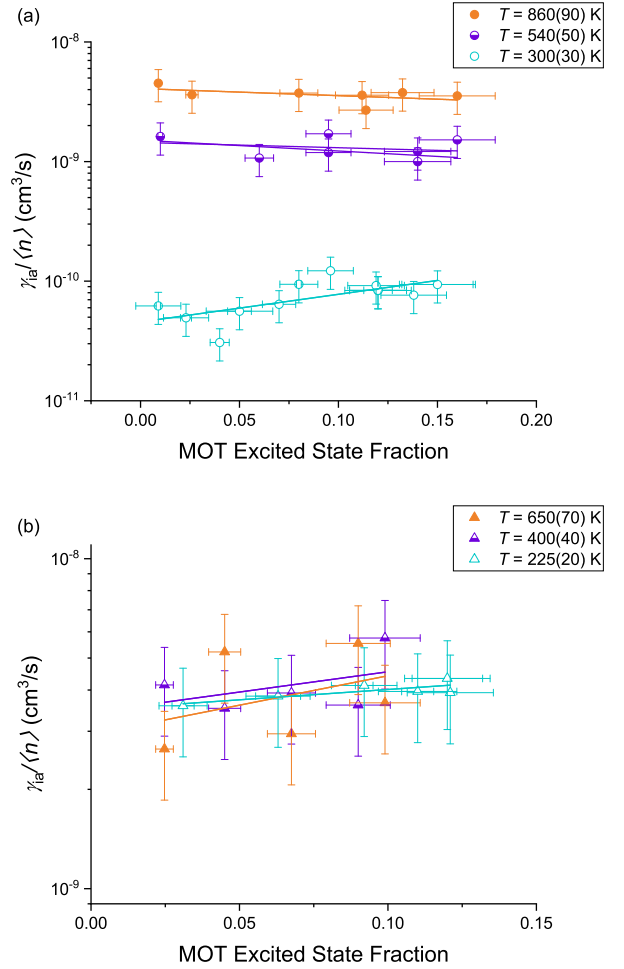 (a)
T = 860(90) K
T = 540(50) K
T = 300(30) K
10⁻⁸
10⁻⁹
10⁻¹⁰
10⁻¹¹
γia/⟨n⟩ (cm³/s)
0.00 0.05 0.10 0.15 0.20
MOT Excited State Fraction
(b)
T = 650(70) K
T = 400(40) K
T = 225(20) K
10⁻⁸
10⁻⁹
γia/⟨n⟩ (cm³/s)
0.00 0.05 0.10 0.15
MOT Excited State Fraction